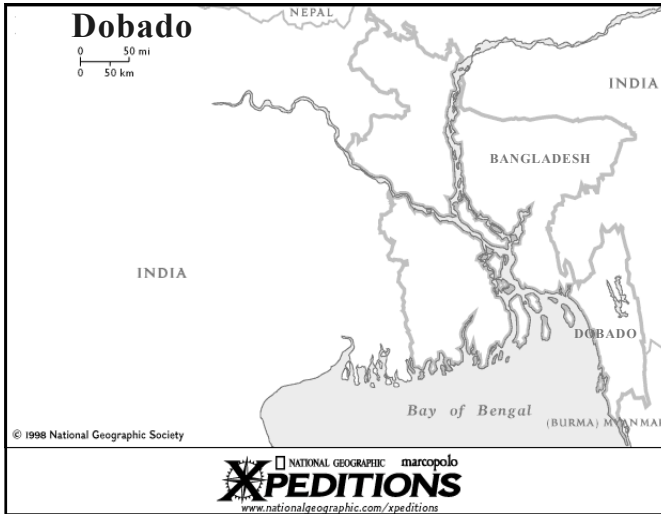 NEPAL
Dobado
0 50 mi
0 50 km
INDIA
BANGLADESH
INDIA
DOBADO
Bay of Bengal
(BURMA) MYANMAR
© 1998 National Geographic Society
NATIONAL GEOGRAPHIC marcopolo
XPEDITIONS
www.nationalgeographic.com/xpeditions